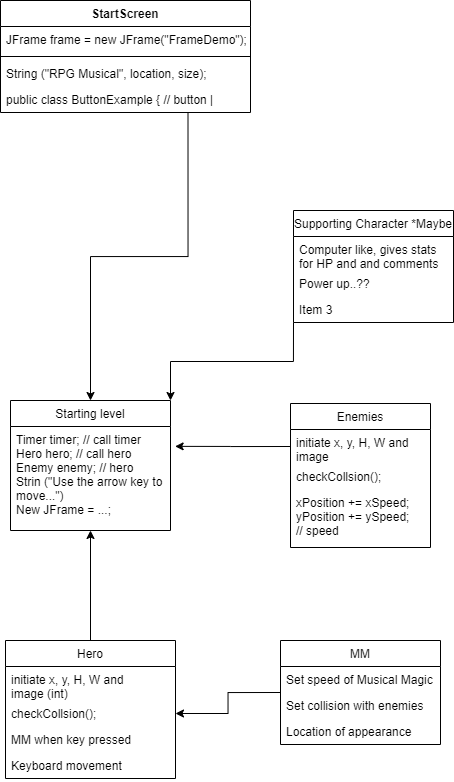 StartScreen
JFrame frame = new JFrame("FrameDemo");
String ("RPG Musical", location, size);
public class ButtonExample { // button |
Supporting Character *Maybe
Computer like, gives stats
for HP and and comments
Power up..??
Item 3
Starting level
Timer timer; // call timer
Hero hero; // call hero
Enemy enemy; // hero
Strin ("Use the arrow key to
move...")
New JFrame = ...;
Enemies
initiate x, y, H, W and
image
checkCollsion();
xPosition += xSpeed;
yPosition += ySpeed;
// speed
Hero
initiate x, y, H, W and
image (int)
checkCollsion();
MM when key pressed
Keyboard movement
MM
Set speed of Musical Magic
Set collision with enemies
Location of appearance